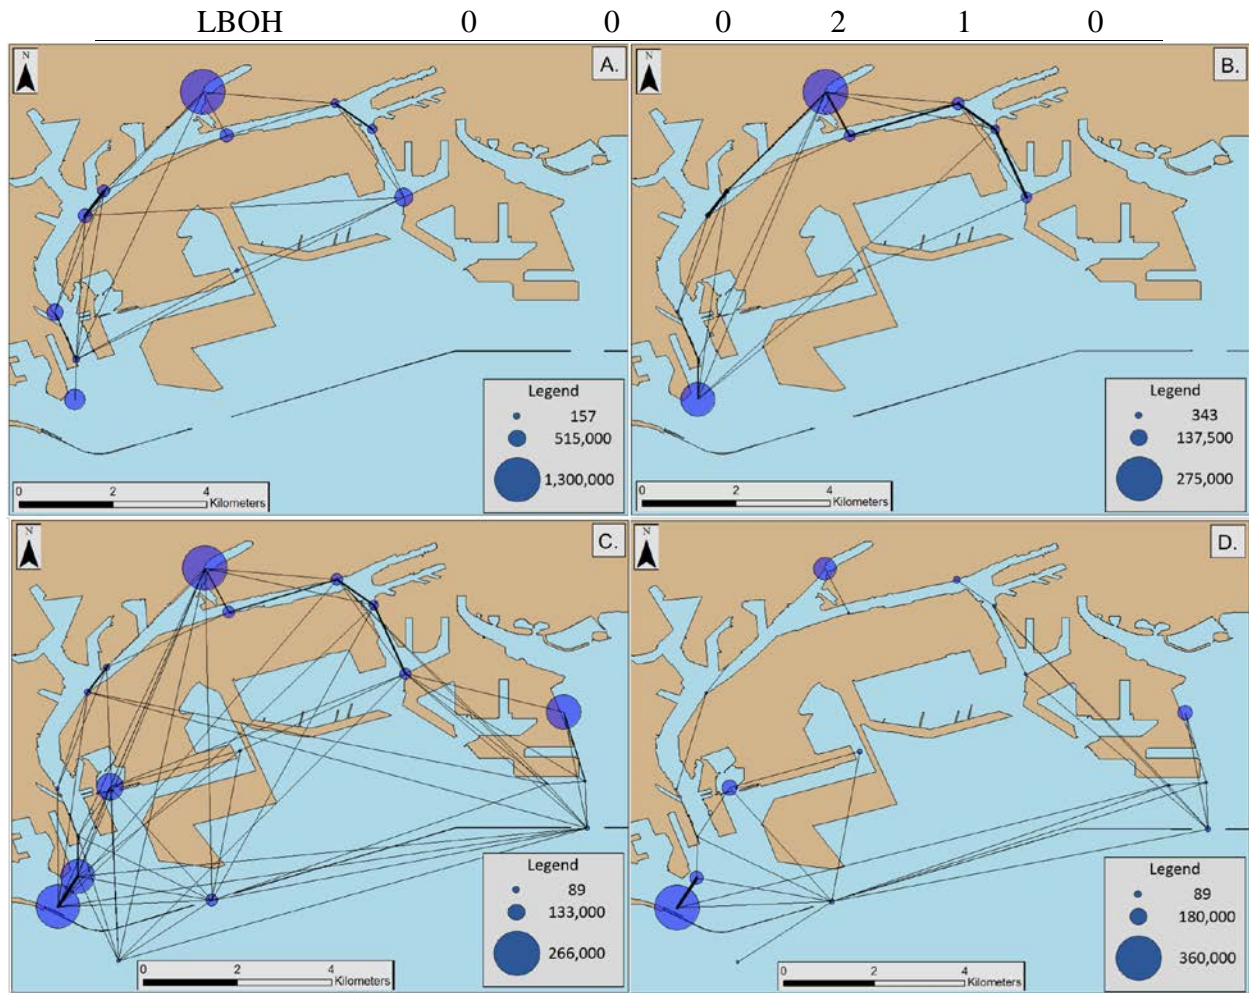 LBOH 0 0 0 2 1 0
N
A.
Legend
157
515,000
1,300,000
0 2 4
Kilometers
N
B.
Legend
343
137,500
275,000
0 2 4
Kilometers
N
C.
Legend
89
133,000
266,000
0 2 4
Kilometers
N
D.
Legend
89
180,000
360,000
0 2 4
Kilometers